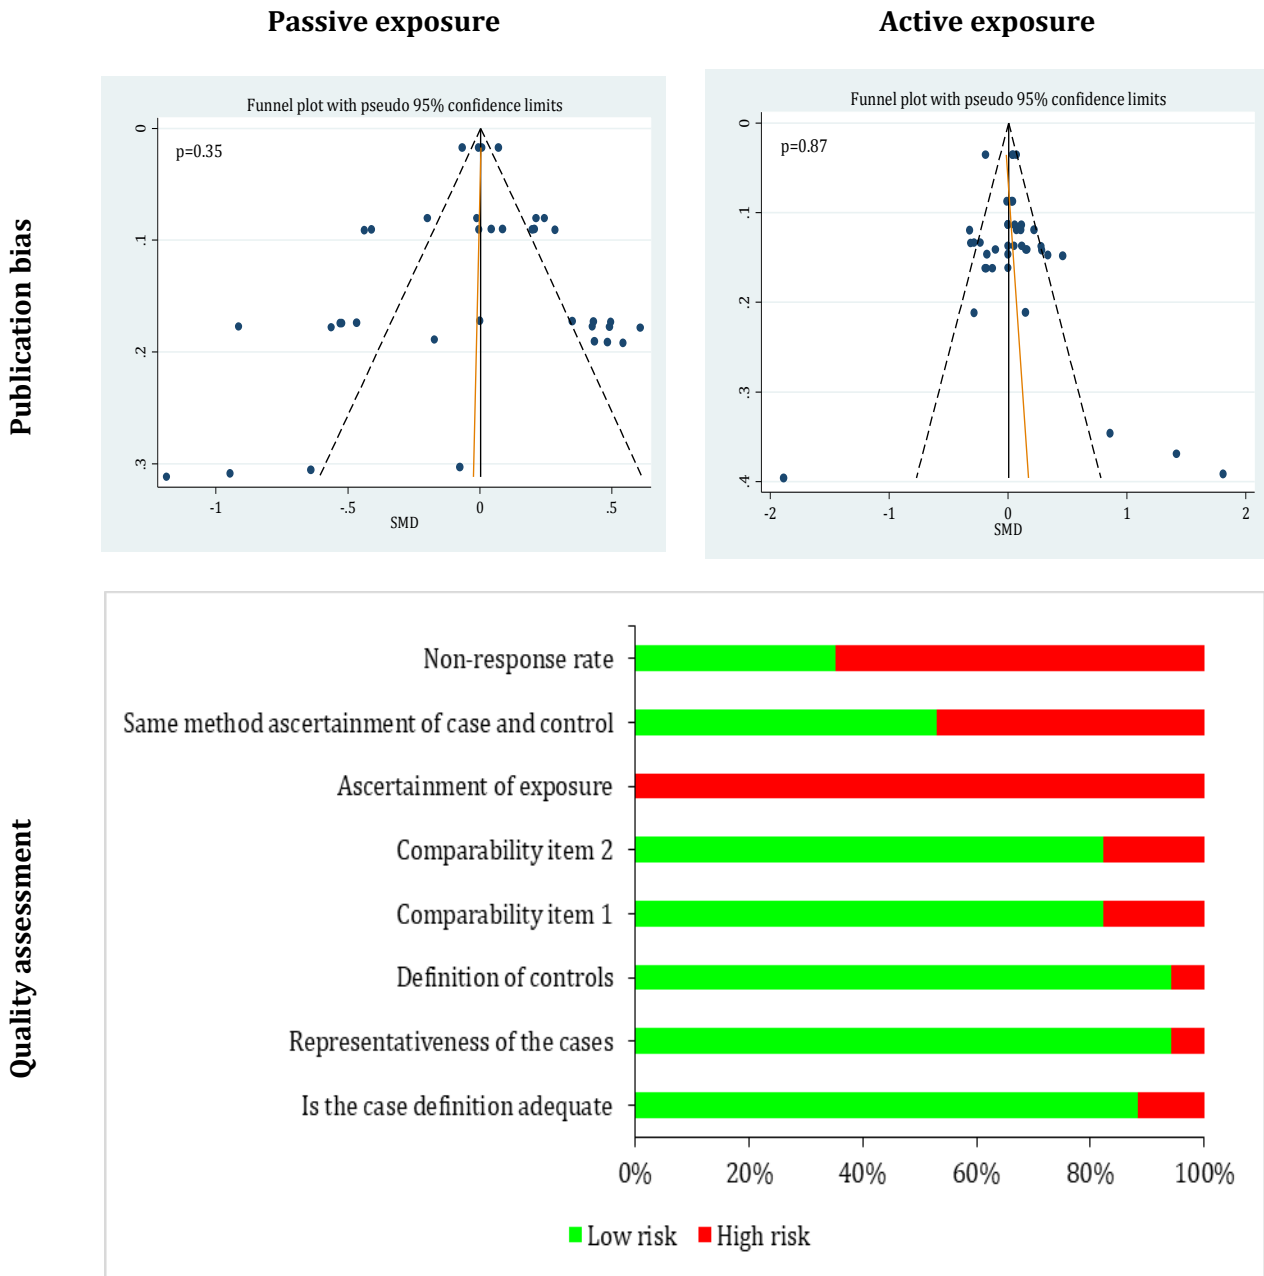 Passive exposure
Active exposure
Publication bias
Funnel plot with pseudo 95% confidence limits
p=0.35
0
.1
.2
.3
-1
-.5
0
.5
SMD
Funnel plot with pseudo 95% confidence limits
p=0.87
0
.1
.2
.3
.4
-2
-1
0
1
2
SMD
Quality assessment
Non-response rate
Same method ascertainment of case and control
Ascertainment of exposure
Comparability item 2
Comparability item 1
Definition of controls
Representativeness of the cases
Is the case definition adequate
0% 20% 40% 60% 80% 100%
Low risk High risk